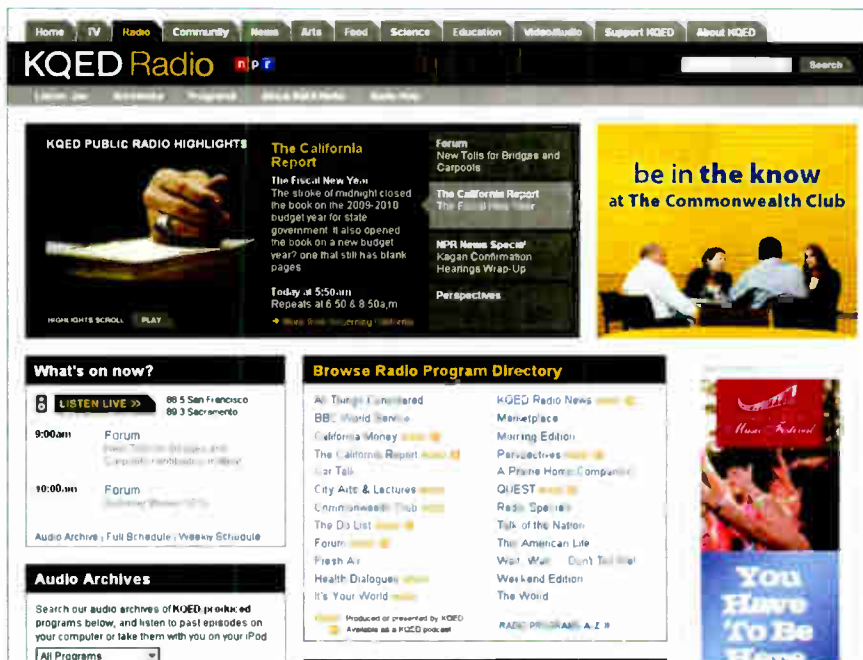 Home TV Radio Community News Arts Food Science Education Video/Audio Support KQED About KQED
KQED Radio npr
Search
KQED PUBLIC RADIO HIGHLIGHTS
HIGHLIGHTS SCROLL PLAY
The California
Report
The Fiscal New Year
The stroke of midnight closed
the book on the 2009-2010
budget year for state
government. It also opened
the book on a new budget
year? one that still has blank
pages
Today at 5:50am
Repeats at 6 50 & 8 50a,m
Forum
New Tolls for Bridges and
Carpools
The California Report
The Fiscal New Year
NPR News Special
Kagan Confirmation
Hearings Wrap-Up
Perspectives
be in the know
at The Commonwealth Club
What's on now?
LISTEN LIVE >>
88 5 San Francisco
89 3 Sacramento
9:00am Forum
10:00am Forum
Audio Archive | Full Schedule | Weekly Schedule
Audio Archives
Search our audio archives of KQED produced
programs below, and listen to past episodes on
your computer or take them with you on your iPod
All Programs
Browse Radio Program Directory
All Things Considered
BBC World Service
California Money
The California Report
Car Talk
City Arts & Lectures
Commonwealth Club
The Do List
Forum
Fresh Air
Health Dialogues
It's Your World
KQED Radio News
Marketplace
Morning Edition
Perspectives
A Prairie Home Companion
QUEST
Radio Specials
Talk of the Nation
This American Life
Wait, Wait Don't Tell Me!
Weekend Edition
The World
Produced or presented by KQED
Available as a KQED podcast
RADIO PROGRAMS A-Z
Music Festival
You
Have
To Be
Here